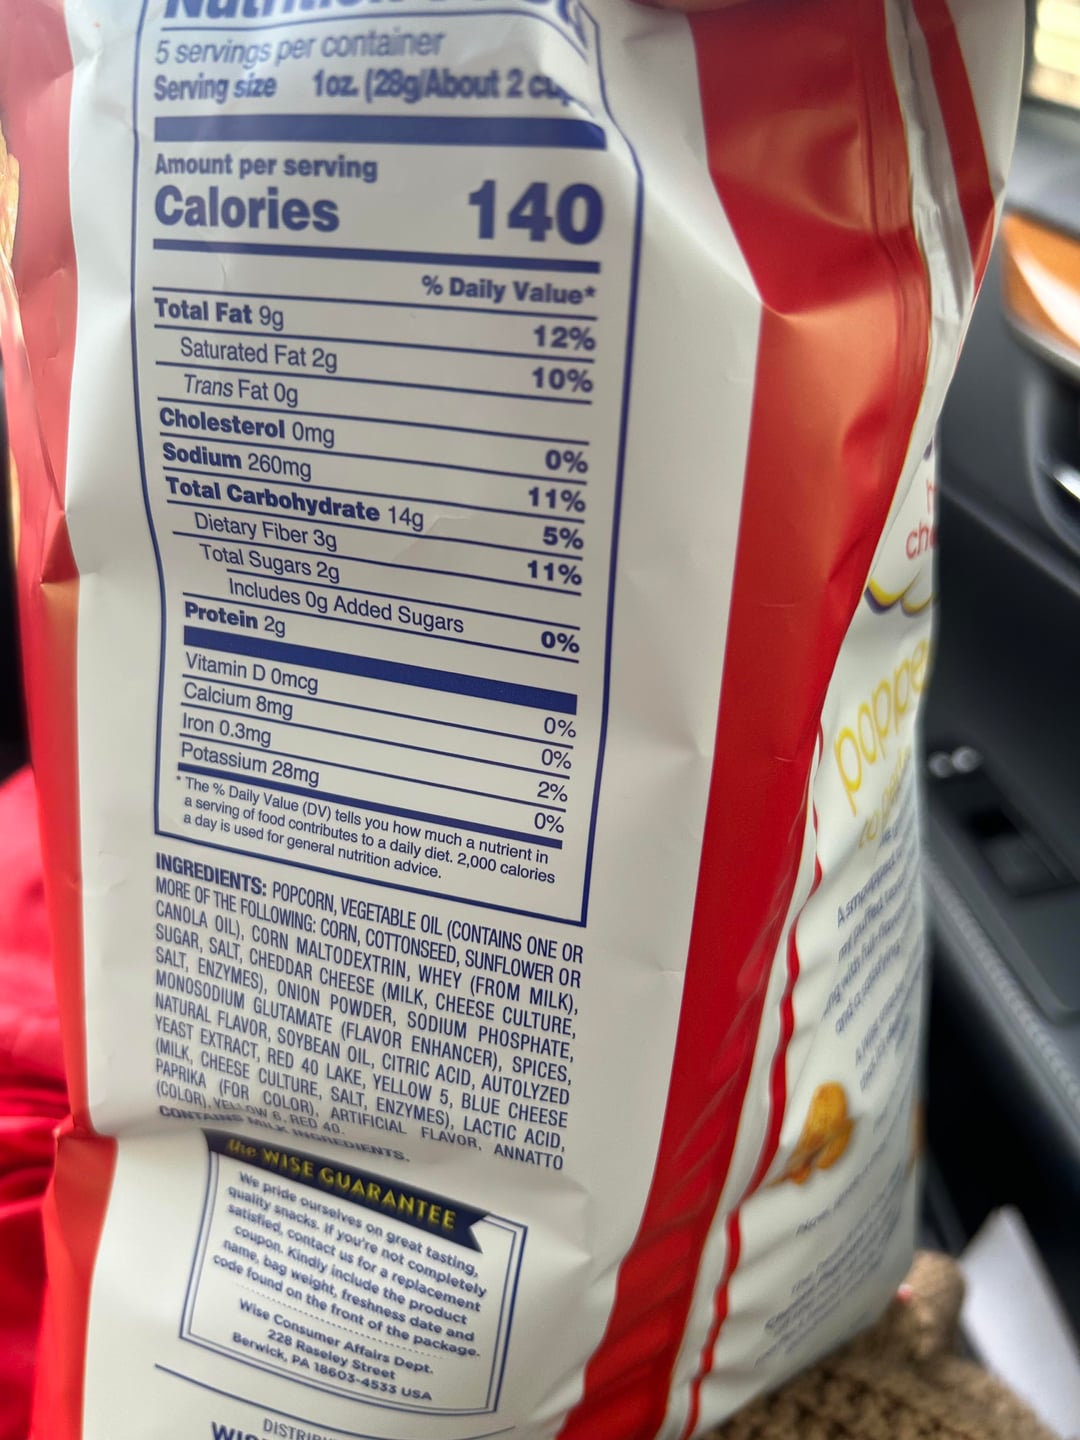 5 servings per container
Serving size 1oz. (28g/About 2
Amount per serving
Calories 140
% Daily Value*
Total Fat 9g 12%
Saturated Fat 2g 10%
Trans Fat 0g
Cholesterol 0mg 0%
Sodium 260mg 11%
Total Carbohydrate 14g 5%
Dietary Fiber 3g 11%
Total Sugars 2g
Includes 0g Added Sugars 0%
Protein 2g
Vitamin D 0mcg 0%
Calcium 8mg 0%
Iron 0.3mg 2%
Potassium 28mg 0%
* The % Daily Value (DV) tells you how much a nutrient in
a serving of food contributes to a daily diet. 2,000 calories
a day is used for general nutrition advice.
INGREDIENTS: POPCORN, VEGETABLE OIL (CONTAINS ONE OR
MORE OF THE FOLLOWING: CORN, COTTONSEED, SUNFLOWER OR
CANOLA OIL), CORN MALTODEXTRIN, WHEY (FROM MILK),
SUGAR, SALT, CHEDDAR CHEESE (MILK, CHEESE CULTURE,
SALT, ENZYMES), ONION POWDER, SODIUM PHOSPHATE,
MONOSODIUM GLUTAMATE (FLAVOR ENHANCER), SPICES,
NATURAL FLAVOR, SOYBEAN OIL, CITRIC ACID, AUTOLYZED
YEAST EXTRACT, RED 40 LAKE, YELLOW 5, BLUE CHEESE
(MILK, CHEESE CULTURE, SALT, ENZYMES), LACTIC ACID,
PAPRIKA (FOR COLOR), ARTIFICIAL FLAVOR, ANNATTO
(COLOR), YELLOW 6, RED 40.
CONTAINS MILK INGREDIENTS.
the WISE GUARANTEE
We pride ourselves on great tasting,
quality snacks. If you're not completely
satisfied, contact us for a replacement
coupon. Kindly include the product
name, bag weight, freshness date and
code found on the front of the package.
Wise Consumer Affairs Dept.
228 Raseley Street
Berwick, PA 18603-4533 USA